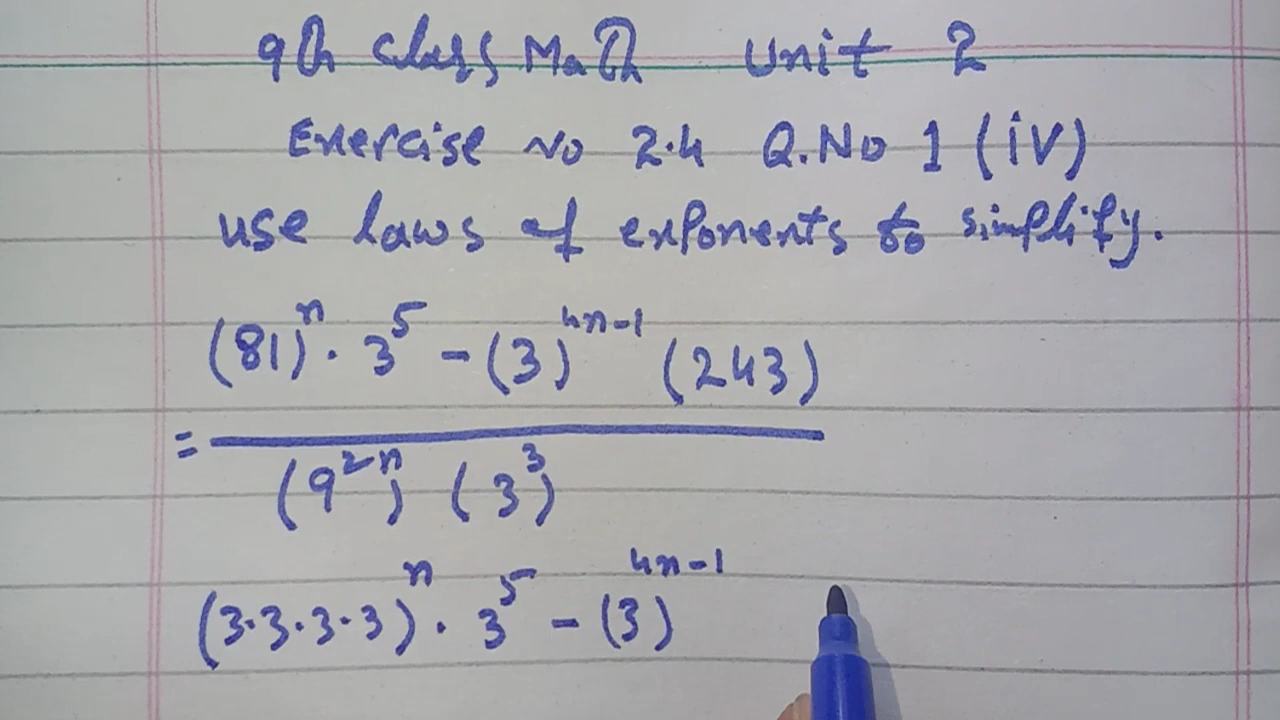 9th class Math Unit 2
Exercise No 2.4 Q.No 1 (iv)
use laws of exponents to simplify.
(81)^n . 3^5 - (3)^{4n-1} (243)
= ―――――――――
(9^{2n}) (3^3)
(3.3.3.3)^n . 3^5 - (3)^{4n-1}